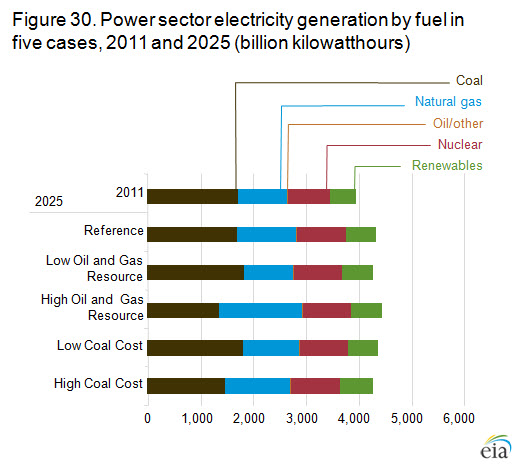 Figure 30. Power sector electricity generation by fuel in
five cases, 2011 and 2025 (billion kilowatthours)
Coal
Natural gas
Oil/other
Nuclear
Renewables
2011
2025
Reference
Low Oil and Gas
Resource
High Oil and Gas
Resource
Low Coal Cost
High Coal Cost
0 1,000 2,000 3,000 4,000 5,000 6,000
eia